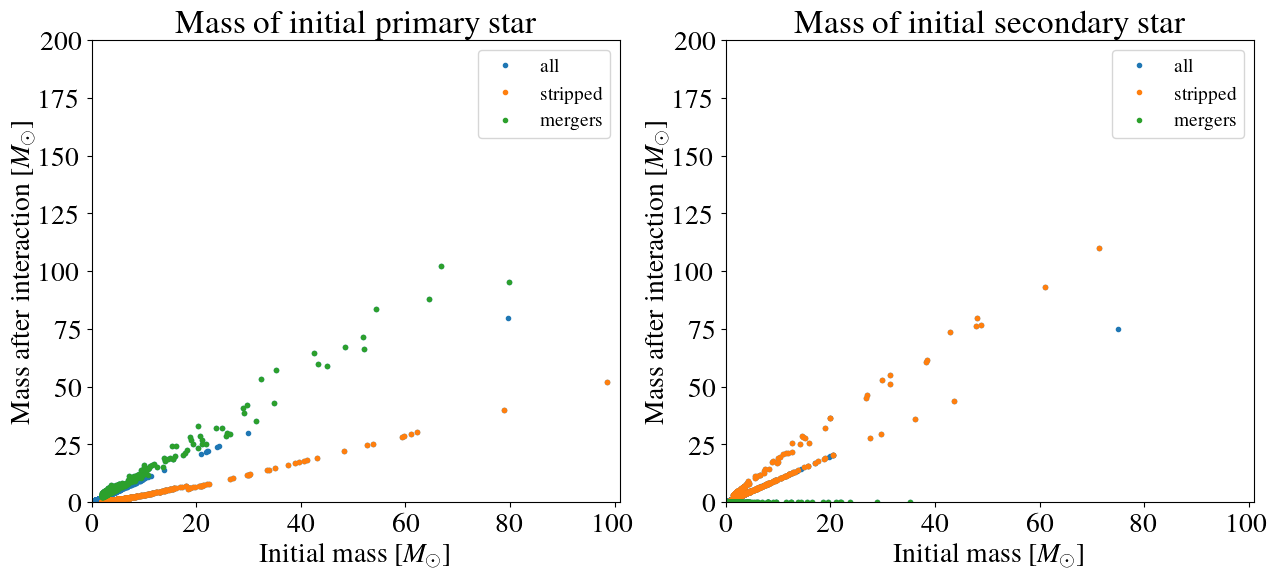 Mass of initial primary star
200
175
150
125
100
75
50
25
0
0 20 40 60 80 100
Mass after interaction [M⊙]
Initial mass [M⊙]
all
stripped
mergers
Mass of initial secondary star
200
175
150
125
100
75
50
25
0
0 20 40 60 80 100
Mass after interaction [M⊙]
Initial mass [M⊙]
all
stripped
mergers